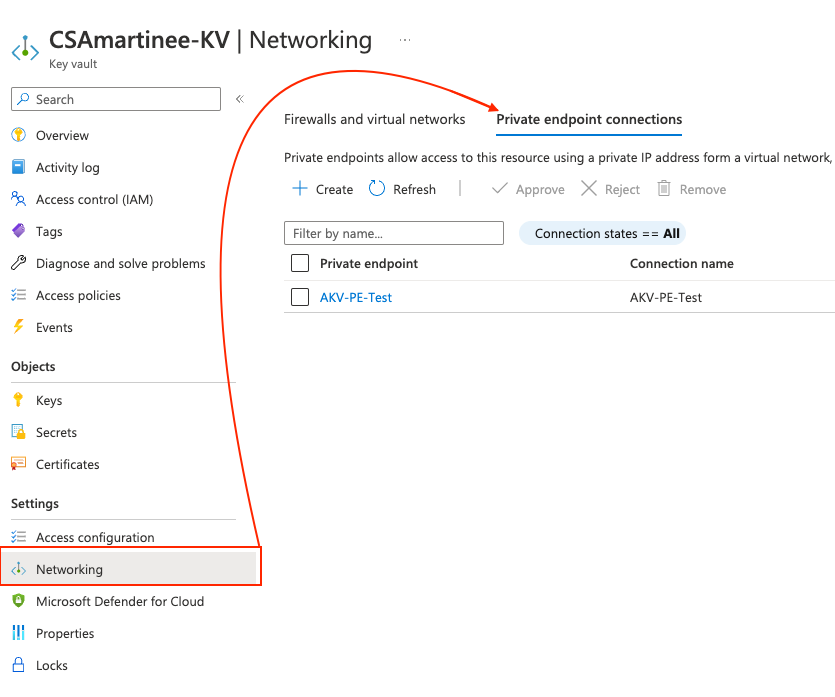 CSAmartinee-KV | Networking ...
Key vault
Search «
Overview
Activity log
Access control (IAM)
Tags
Diagnose and solve problems
Access policies
Events
Objects
Keys
Secrets
Certificates
Settings
Access configuration
Networking
Microsoft Defender for Cloud
Properties
Locks
Firewalls and virtual networks Private endpoint connections
Private endpoints allow access to this resource using a private IP address form a virtual network,
Create Refresh | Approve Reject Remove
Filter by name... Connection states == All
Private endpoint Connection name
AKV-PE-Test AKV-PE-Test